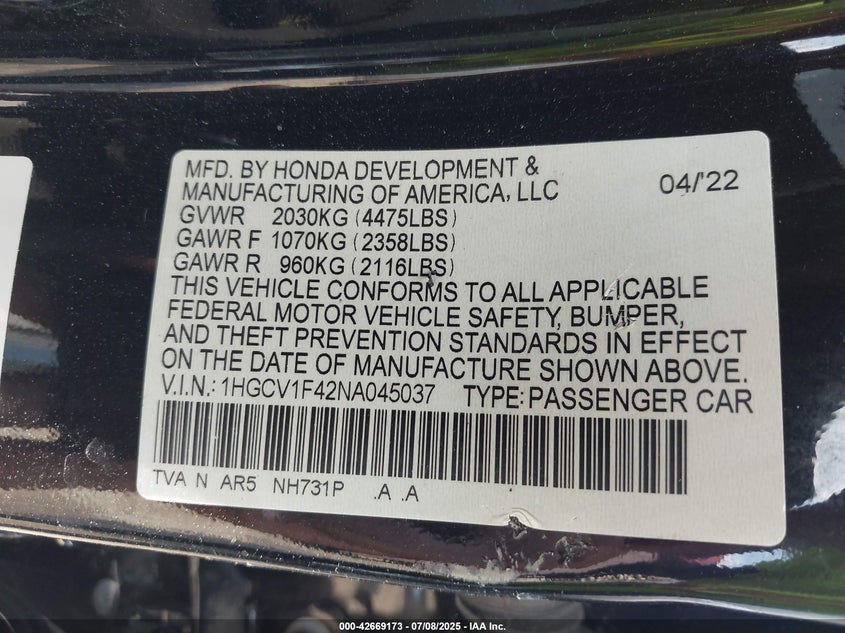 MFD. BY HONDA DEVELOPMENT &
MANUFACTURING OF AMERICA, LLC 04/'22
GVWR 2030KG (4475LBS)
GAWR F 1070KG (2358LBS)
GAWR R 960KG (2116LBS)
THIS VEHICLE CONFORMS TO ALL APPLICABLE
FEDERAL MOTOR VEHICLE SAFETY, BUMPER,
AND THEFT PREVENTION STANDARDS IN EFFECT
ON THE DATE OF MANUFACTURE SHOWN ABOVE.
V.I.N.: 1HGCV1F42NA045037 TYPE: PASSENGER CAR
TVA N AR5 NH731P .A .A
000-42669173 - 07/08/2025 - IAA Inc.